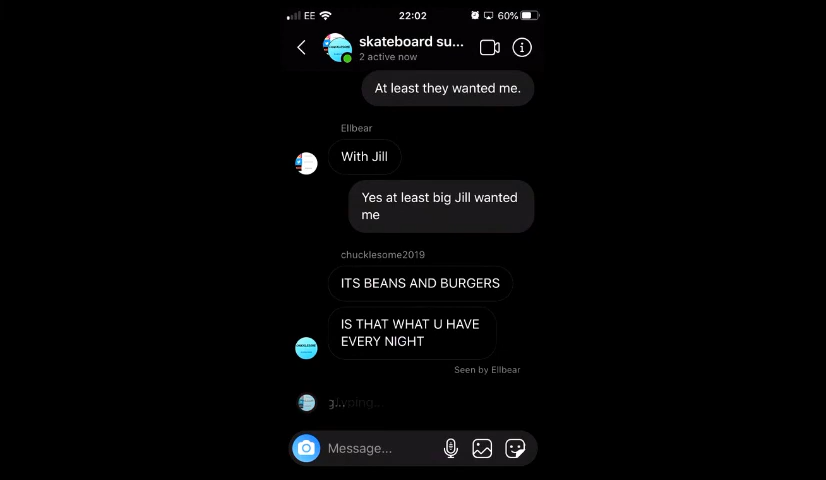 EE 22:02 60%
skateboard su...
2 active now
At least they wanted me.
Ellbear
With Jill
Yes at least big Jill wanted
me
chucklesome2019
ITS BEANS AND BURGERS
IS THAT WHAT U HAVE
EVERY NIGHT
Seen by Ellbear
Message...